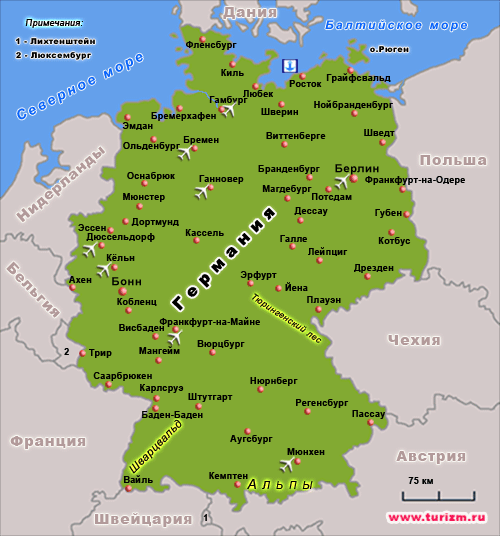 Дания
Примечания:
1 - Лихтенштейн
2 - Люксембург
Балтийское море
Северное море
Фленсбург
о.Рюген
Киль
Росток
Грайфсвальд
Любек
Гамбург
Шверин
Нойбранденбург
Бремерхафен
Эмдан
Ольденбург
Бремен
Виттенберге
Шведт
Польша
Нидерланды
Берлин
Бранденбург
Франкфурт-на-Одере
Оснабрюк
Ганновер
Магдебург
Потсдам
Мюнстер
Дессау
Губен
Эссен
Дортмунд
Дюссельдорф
Кассель
Котбус
Галле
Лейпциг
Германия
Кёльн
Бельгия
Ахен
Бонн
Эрфурт
Йена
Дрезден
Кобленц
Плауэн
Тюрингенский лес
Висбаден
Франкфурт-на-Майне
Чехия
2
Трир
Мангейм
Вюрцбург
Саарбрюкен
Карлсруэ
Нюрнберг
Штутгарт
Баден-Баден
Регенсбург
Пассау
Франция
Шварцвальд
Аугсбург
Мюнхен
Австрия
Вайль
Кемптен
Альпы
75 км
Швейцария
1
www.turizm.ru